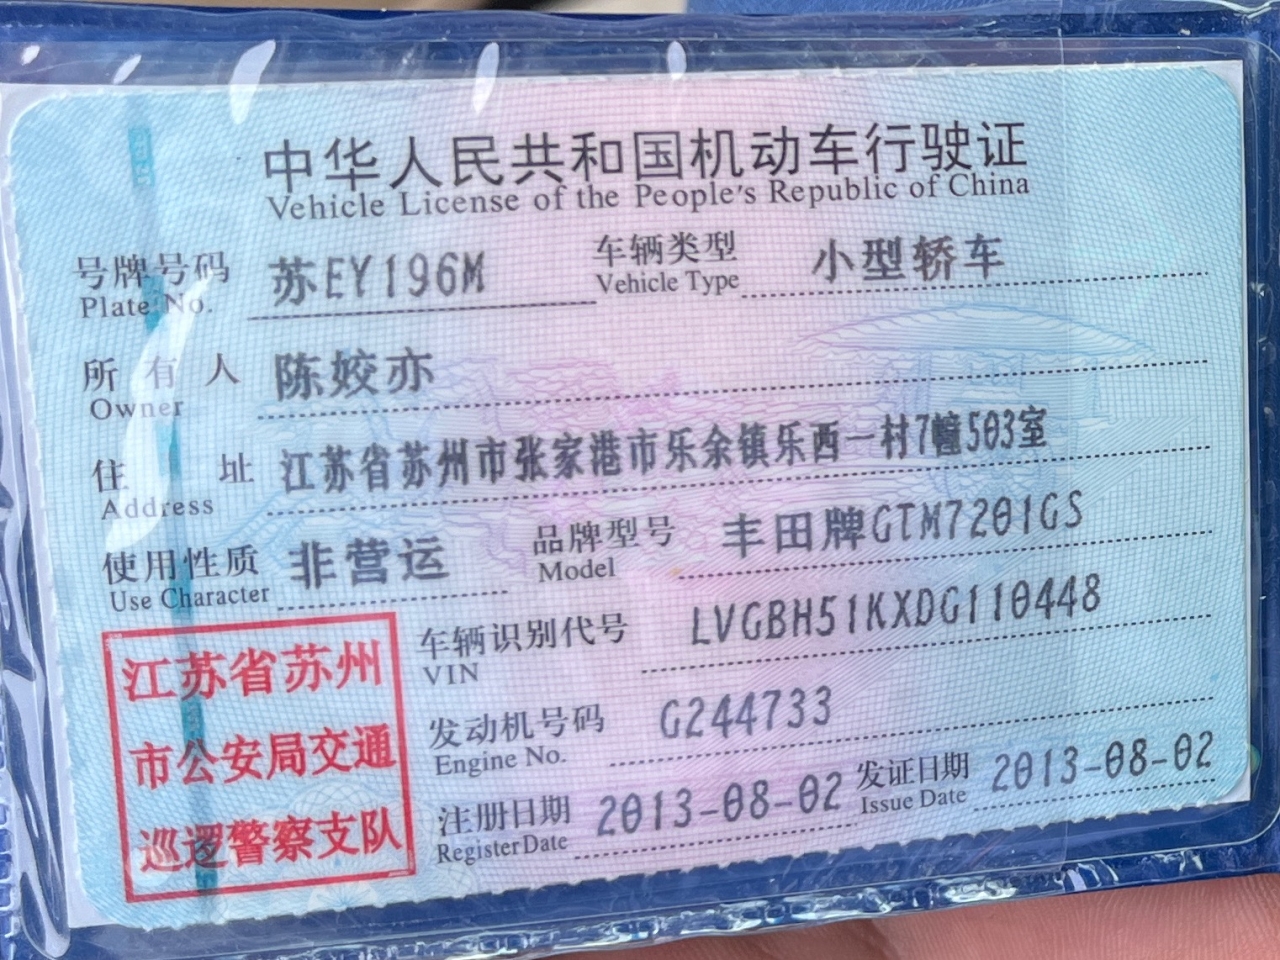 中华人民共和国机动车行驶证
Vehicle License of the People's Republic of China
号牌号码 苏EY196M 车辆类型 小型轿车
Plate No. Vehicle Type
所有人 陈姣亦
Owner
住址 江苏省苏州市张家港市乐余镇乐西一村7幢503室
Address
使用性质 非营运 品牌型号 丰田牌GTM7201GS
Use Character Model
车辆识别代号 LVGBH51KXDG110448
VIN
发动机号码 G244733
Engine No.
注册日期 2013-08-02 发证日期 2013-08-02
Register Date Issue Date
江苏省苏州
市公安局交通
巡逻警察支队